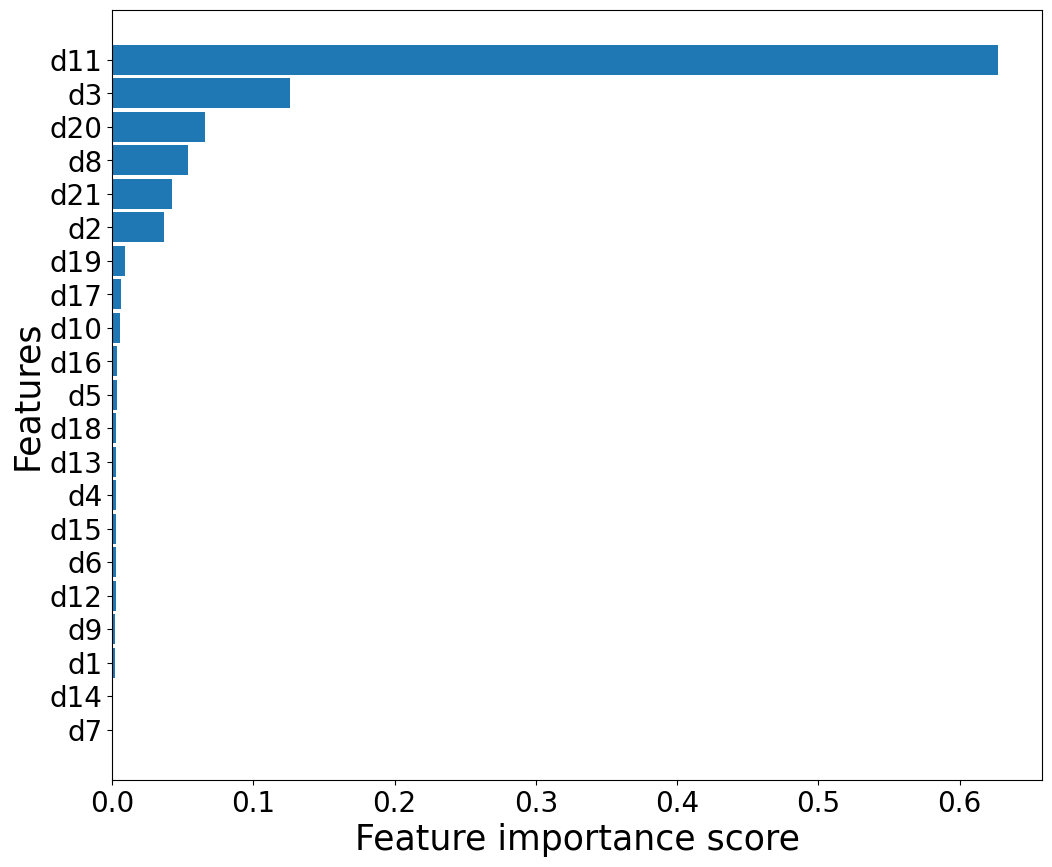 d11
d3
d20
d8
d21
d2
d19
d17
d10
d16
d5
d18
d13
d4
d15
d6
d12
d9
d1
d14
d7
Features
0.0 0.1 0.2 0.3 0.4 0.5 0.6
Feature importance score